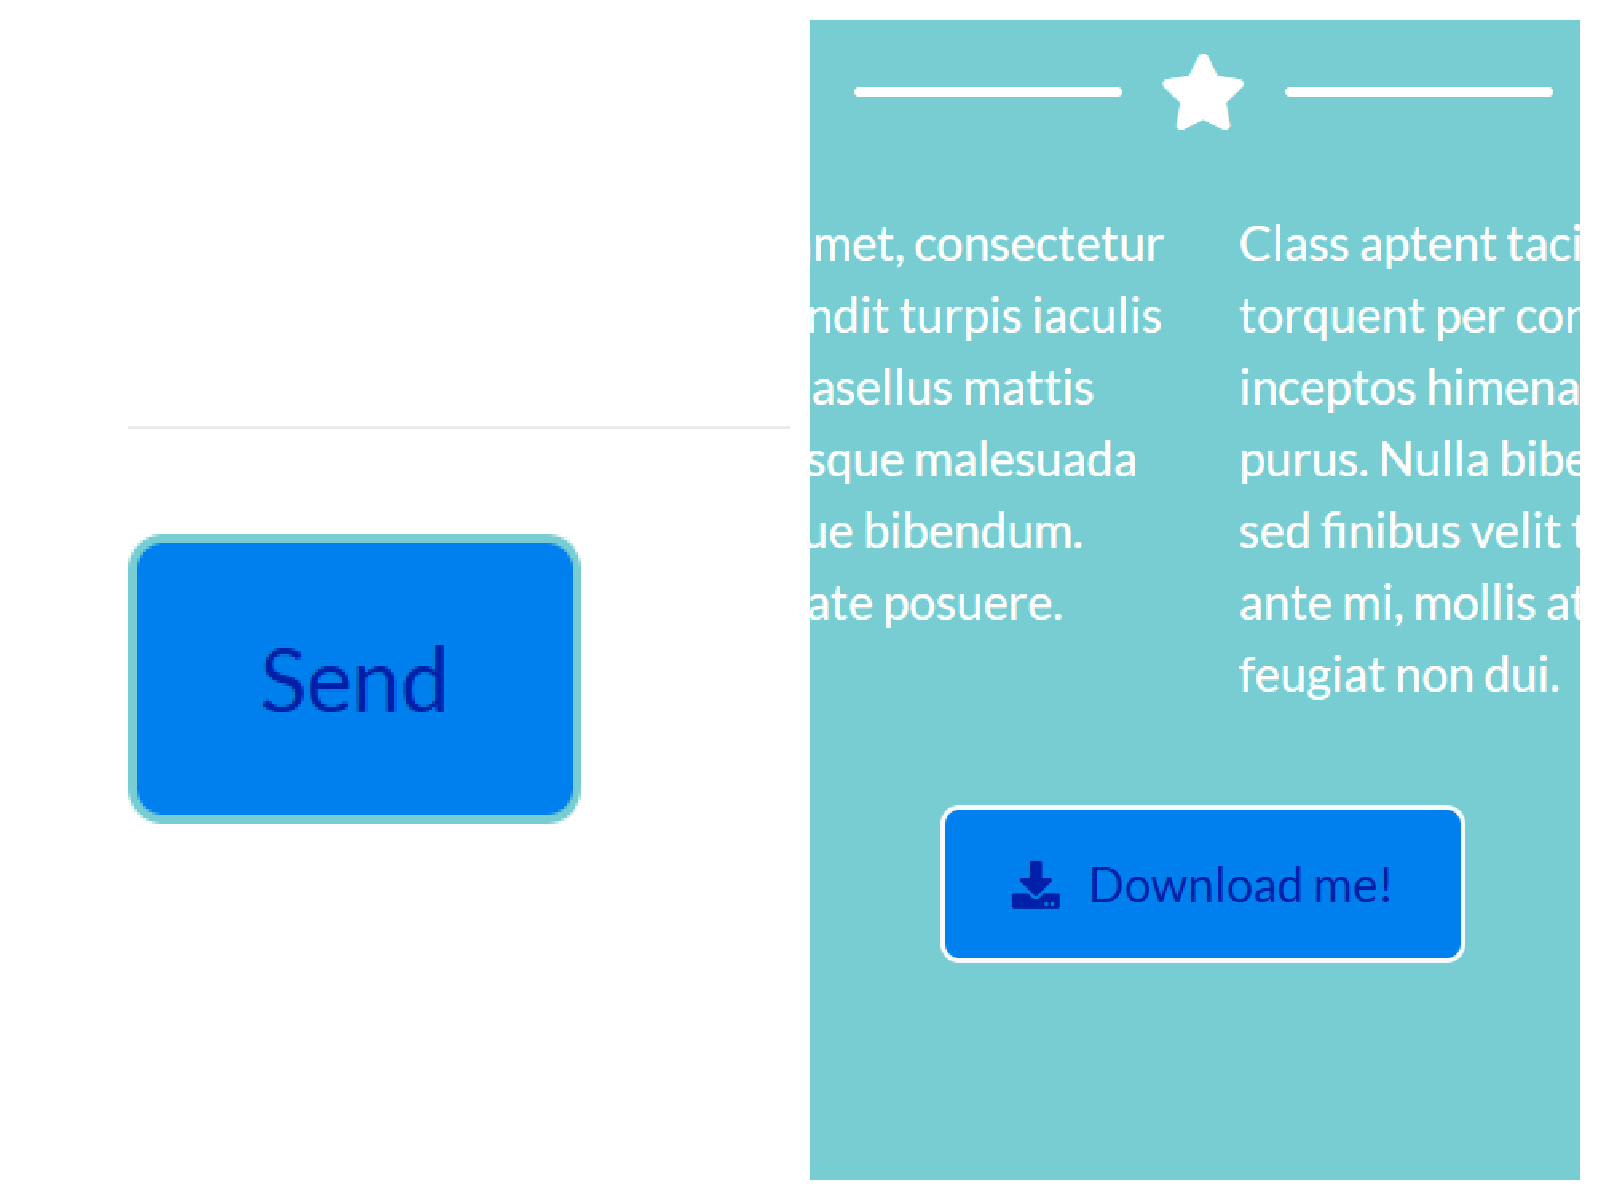 Send
met, consectetur
ndit turpis iaculis
asellus mattis
sque malesuada
ue bibendum.
ate posuere.
Class aptent taci
torquent per con
inceptos himena
purus. Nulla bibe
sed finibus velit t
ante mi, mollis at
feugiat non dui.
Download me!